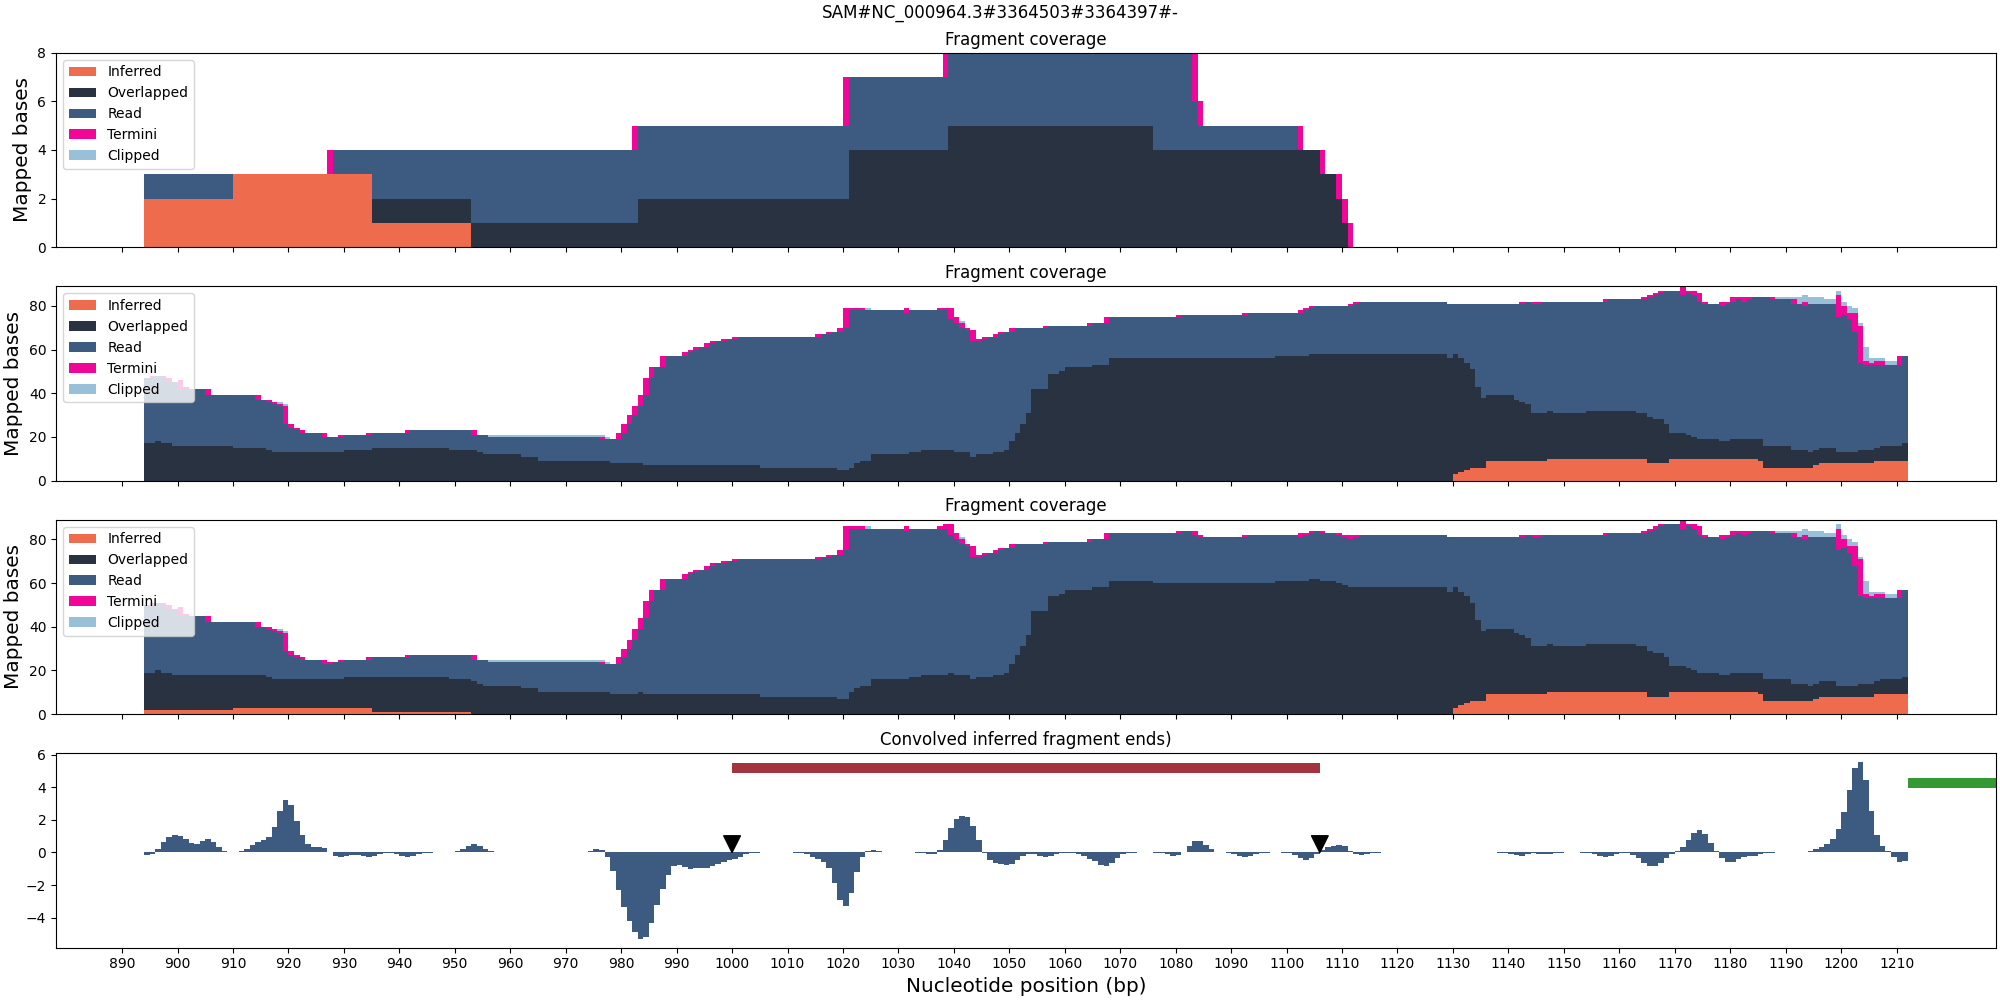 SAM#NC_000964.3#3364503#3364397#-
Fragment coverage
Mapped bases
8
6
4
2
0
Inferred
Overlapped
Read
Termini
Clipped
Fragment coverage
Mapped bases
80
60
40
20
0
Inferred
Overlapped
Read
Termini
Clipped
Fragment coverage
Mapped bases
80
60
40
20
0
Inferred
Overlapped
Read
Termini
Clipped
Convolved inferred fragment ends)
6
4
2
0
−2
−4
890 900 910 920 930 940 950 960 970 980 990 1000 1010 1020 1030 1040 1050 1060 1070 1080 1090 1100 1110 1120 1130 1140 1150 1160 1170 1180 1190 1200 1210
Nucleotide position (bp)